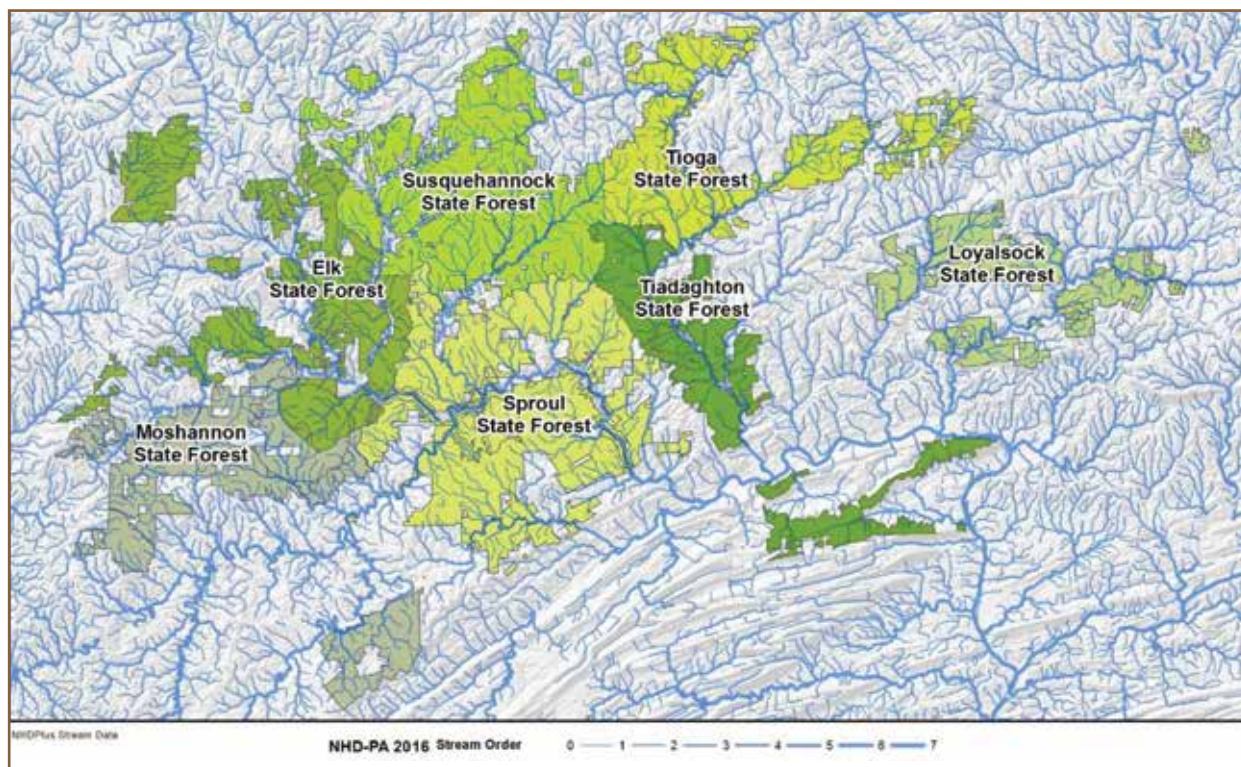 Susquehannock
State Forest
Tioga
State Forest
Elk
State Forest
Tiadaghton
State Forest
Loyalsock
State Forest
Sproul
State Forest
Moshannon
State Forest
NHDPlus Stream Data
NHD-PA 2016 Stream Order 0 1 2 3 4 5 6 7